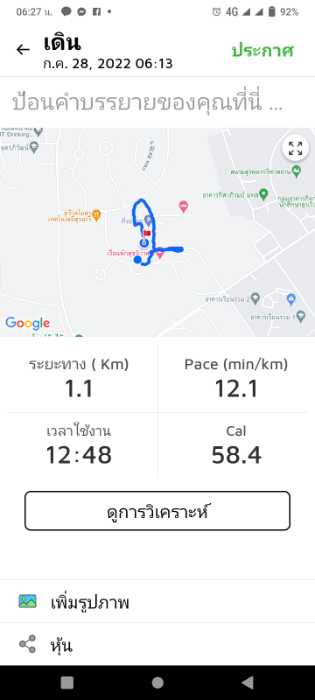 06:27 น.
4G
92%
เดิน
ประกาศ
ก.ค. 28, 2022 06:13
ป้อนคำบรรยายของคุณที่นี่ ...
Google
ระยะทาง ( Km)
Pace (min/km)
1.1
12.1
เวลาใช้งาน
Cal
12:48
58.4
ดูการวิเคราะห์
เพิ่มรูปภาพ
หุ้น